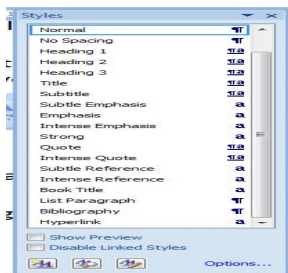 Styles
Normal ¶
No Spacing ¶
Heading 1 ¶a
Heading 2 ¶a
Heading 3 ¶a
Title ¶a
Subtitle ¶a
Subtle Emphasis a
Emphasis a
Intense Emphasis a
Strong a
Quote ¶a
Intense Quote ¶a
Subtle Reference a
Intense Reference a
Book Title a
List Paragraph ¶
Bibliography ¶
Hyperlink a
Show Preview
Disable Linked Styles
Options...